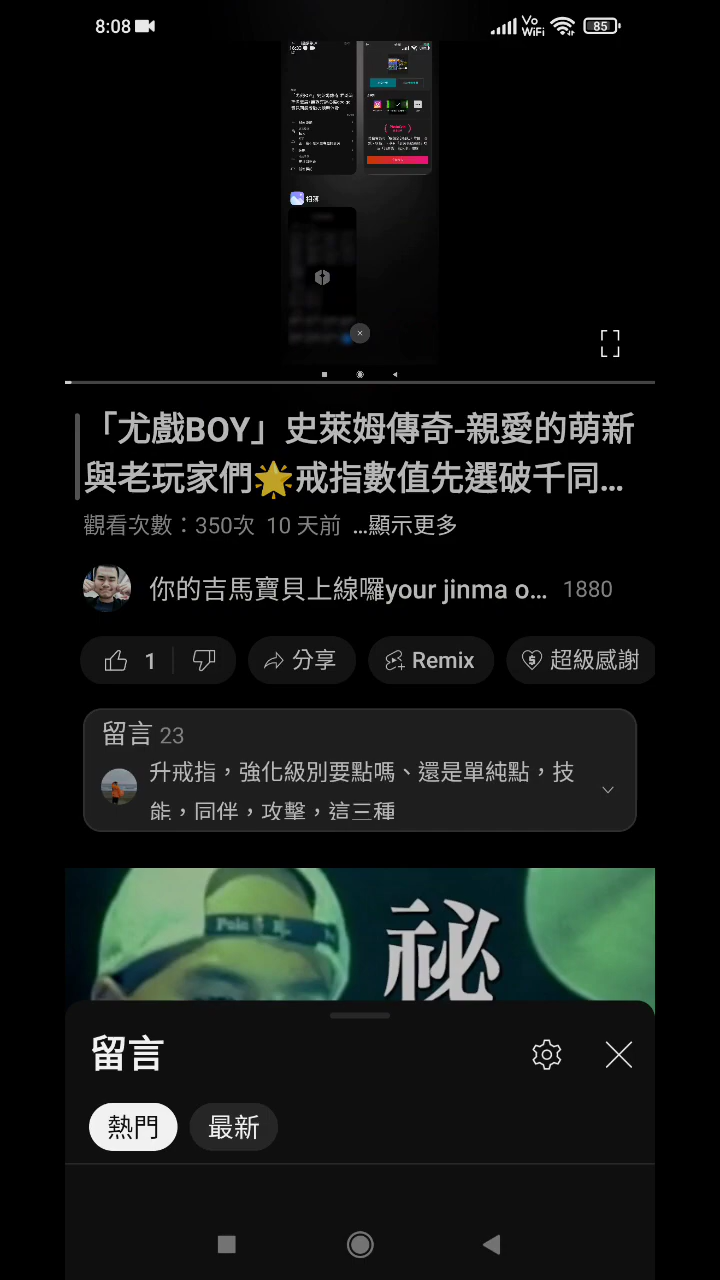 8:08
Vo
WiFi
85
相簿
「尤戲BOY」史萊姆傳奇-親愛的萌新
與老玩家們🌟戒指數值先選破千同...
觀看次數：350次 10 天前 ...顯示更多
你的吉馬寶貝上線囉your jinma o... 1880
1
分享
Remix
超級感謝
留言 23
升戒指，強化級別要點嗎、還是單純點，技
能，同伴，攻擊，這三種
祕
留言
熱門
最新